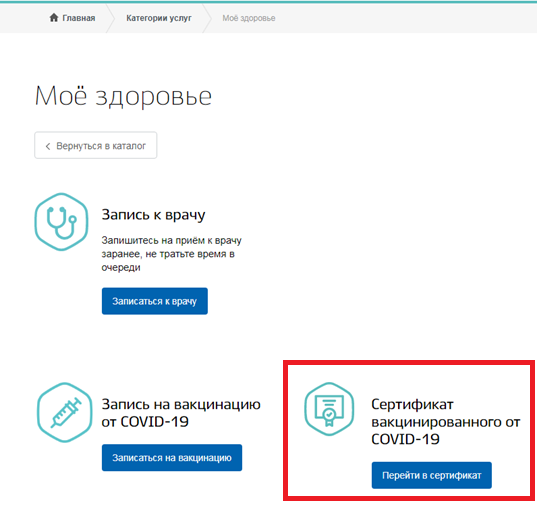 Главная Категории услуг Моё здоровье
Моё здоровье
Вернуться в каталог
Запись к врачу
Запишитесь на приём к врачу
заранее, не тратьте время в
очереди
Записаться к врачу
Запись на вакцинацию
от COVID-19
Записаться на вакцинацию
Сертификат
вакцинированного от
COVID-19
Перейти в сертификат